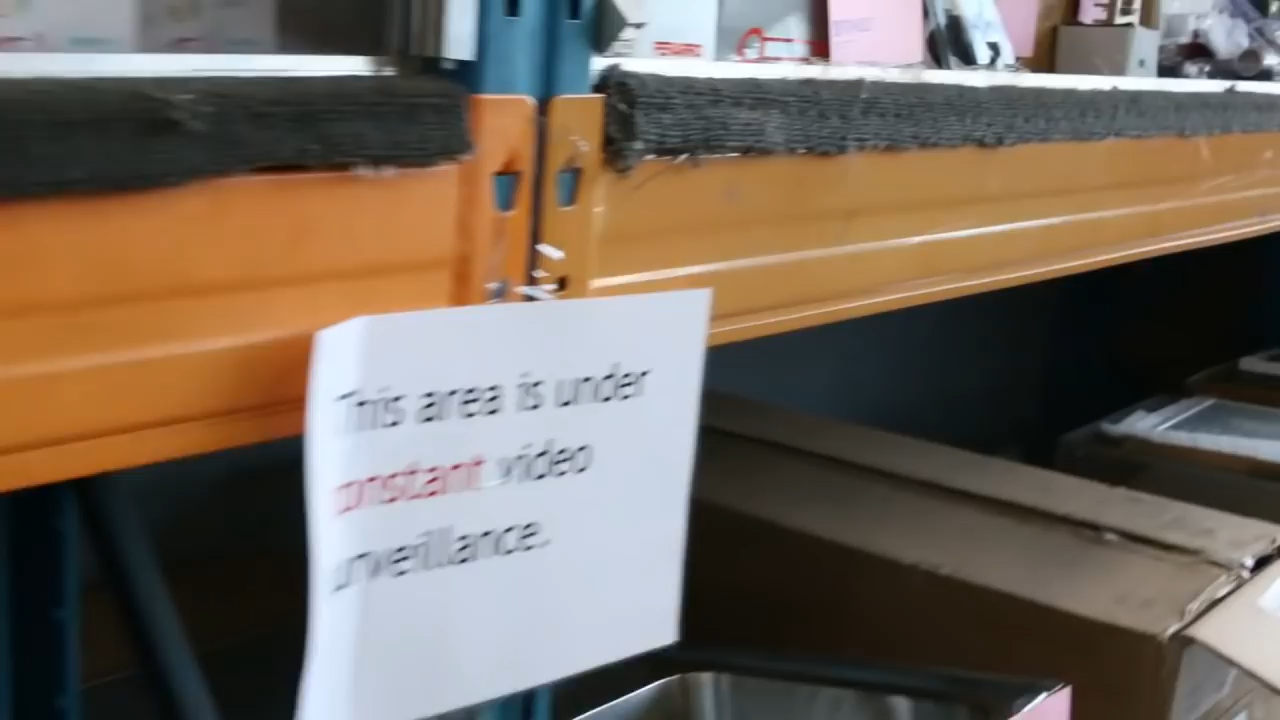 This area is under
constant video
surveillance.